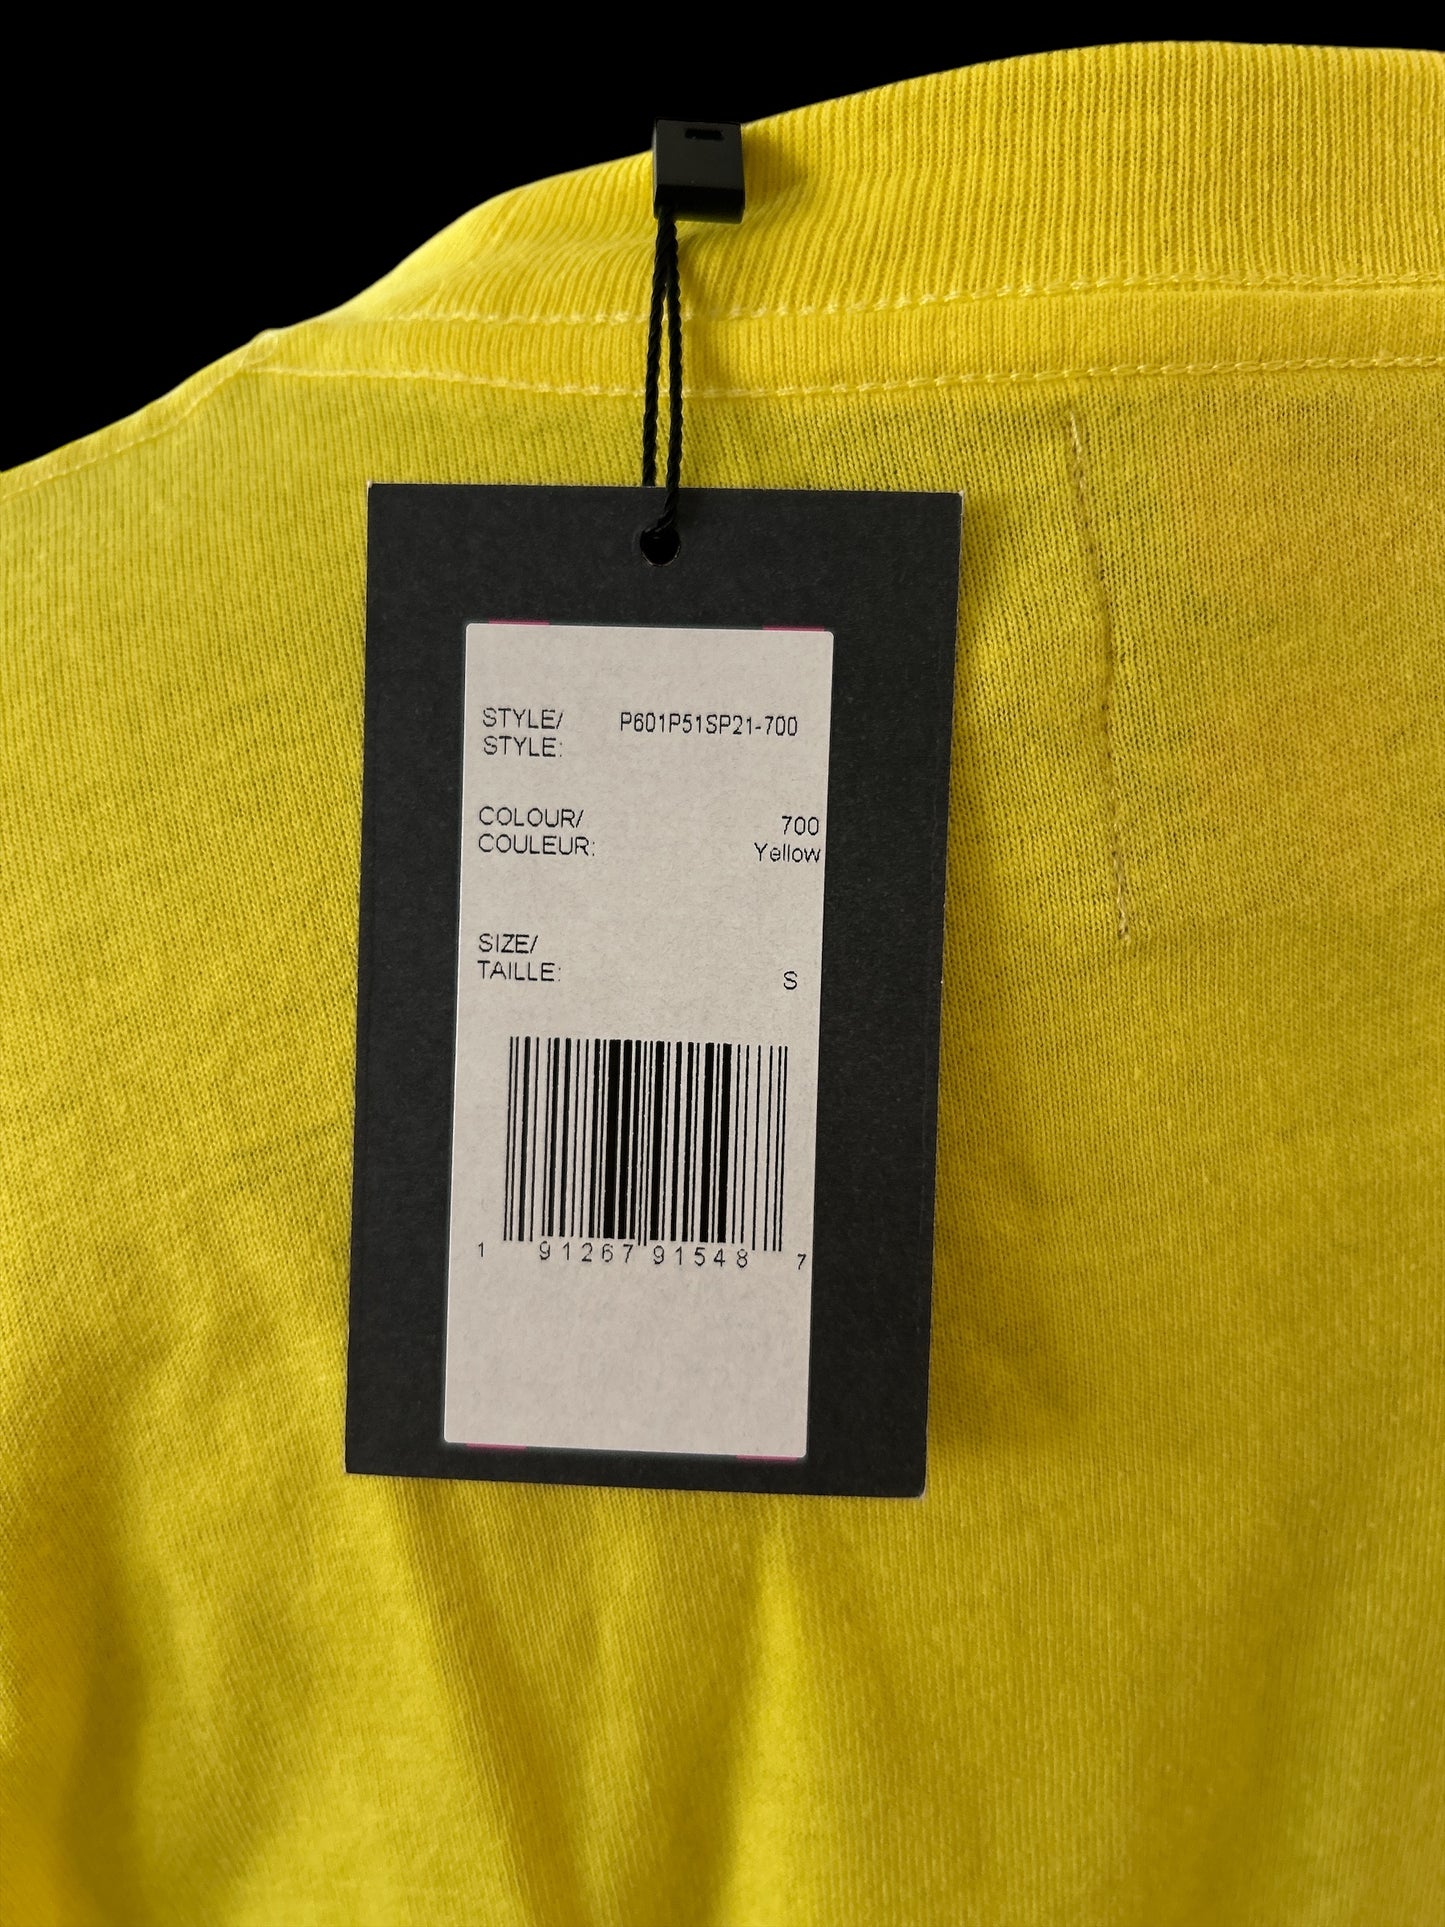 STYLE/ P601P51SP21-700
STYLE:
COLOUR/ 700
COULEUR: Yellow
SIZE/
TAILLE: S
1 91267 91548 7